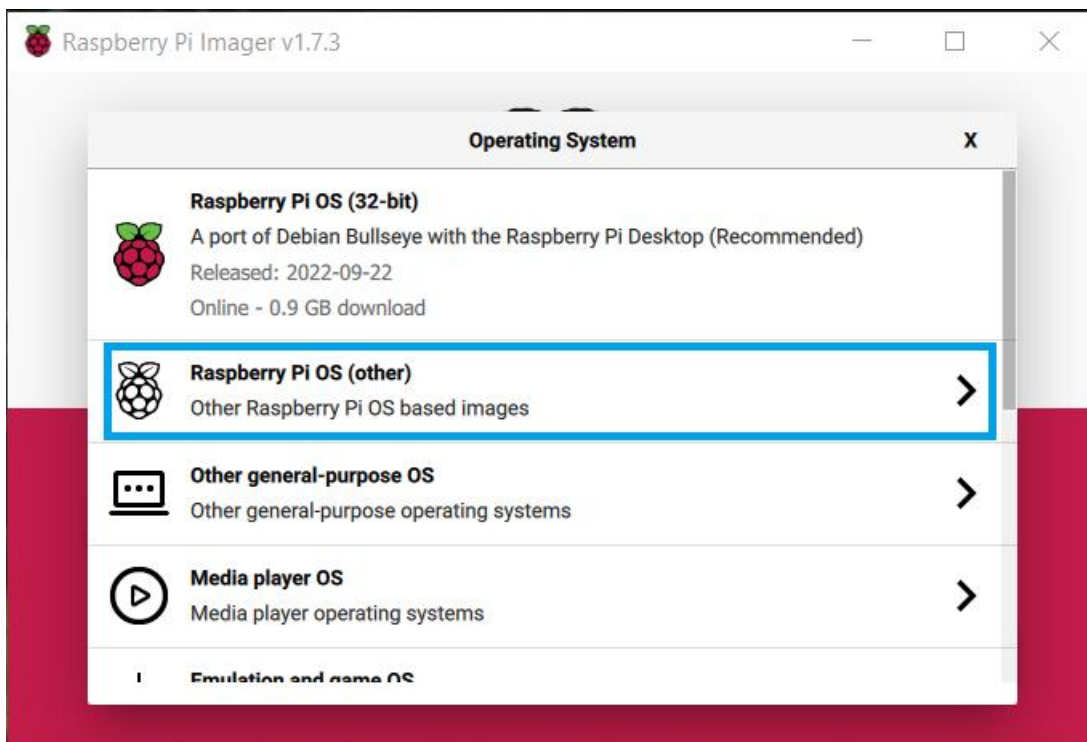 Raspberry Pi Imager v1.7.3
Operating System X
Raspberry Pi OS (32-bit)
A port of Debian Bullseye with the Raspberry Pi Desktop (Recommended)
Released: 2022-09-22
Online - 0.9 GB download
Raspberry Pi OS (other)
Other Raspberry Pi OS based images
Other general-purpose OS
Other general-purpose operating systems
Media player OS
Media player operating systems
Emulation and game OS